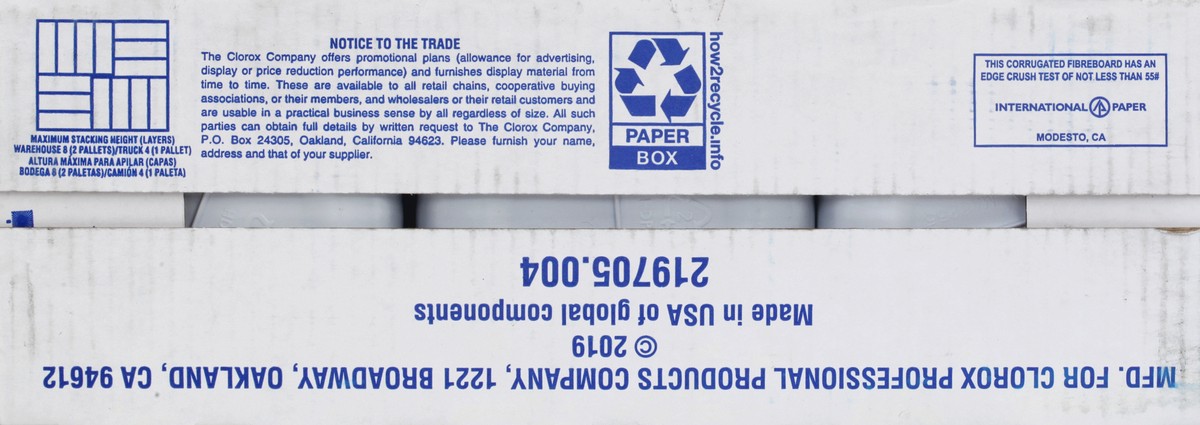 MAXIMUM STACKING HEIGHT (LAYERS)
WAREHOUSE 8 (2 PALLETS)/TRUCK 4 (1 PALLET)
ALTURA MÁXIMA PARA APILAR (CAPAS)
BODEGA 8 (2 PALETAS)/CAMIÓN 4 (1 PALETA)
NOTICE TO THE TRADE
The Clorox Company offers promotional plans (allowance for advertising,
display or price reduction performance) and furnishes display material from
time to time. These are available to all retail chains, cooperative buying
associations, or their members, and wholesalers or their retail customers and
are usable in a practical business sense by all regardless of size. All such
parties can obtain full details by written request to The Clorox Company,
P.O. Box 24305, Oakland, California 94623. Please furnish your name,
address and that of your supplier.
PAPER
BOX
how2recycle.info
THIS CORRUGATED FIBREBOARD HAS AN
EDGE CRUSH TEST OF NOT LESS THAN 55#
INTERNATIONAL PAPER
MODESTO, CA
MFD. FOR CLOROX PROFESSIONAL PRODUCTS COMPANY, 1221 BROADWAY, OAKLAND, CA 94612
© 2019
Made in USA of global components
219705.004